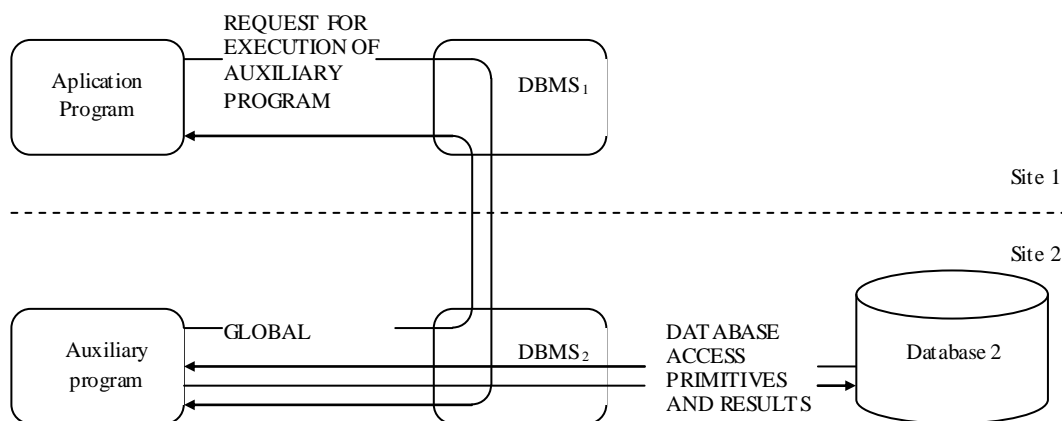 REQUEST FOR
EXECUTION OF
AUXILIARY
PROGRAM
Aplication
Program
DBMS₁
Site 1
Site 2
Auxiliary
program
GLOBAL
DBMS₂
DATABASE
ACCESS
PRIMITIVES
AND RESULTS
Database 2